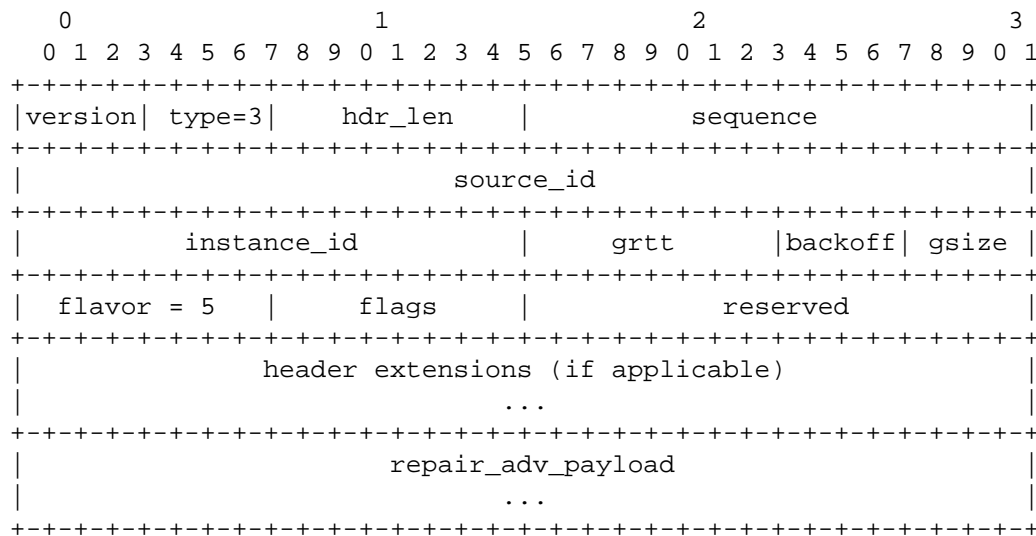 0                   1                   2                   3
 0 1 2 3 4 5 6 7 8 9 0 1 2 3 4 5 6 7 8 9 0 1 2 3 4 5 6 7 8 9 0 1
+-+-+-+-+-+-+-+-+-+-+-+-+-+-+-+-+-+-+-+-+-+-+-+-+-+-+-+-+-+-+-+-+
|version| type=3|    hdr_len    |          sequence             |
+-+-+-+-+-+-+-+-+-+-+-+-+-+-+-+-+-+-+-+-+-+-+-+-+-+-+-+-+-+-+-+-+
|                           source_id                           |
+-+-+-+-+-+-+-+-+-+-+-+-+-+-+-+-+-+-+-+-+-+-+-+-+-+-+-+-+-+-+-+-+
|          instance_id          |     grtt      |backoff| gsize |
+-+-+-+-+-+-+-+-+-+-+-+-+-+-+-+-+-+-+-+-+-+-+-+-+-+-+-+-+-+-+-+-+
|  flavor = 5   |     flags     |            reserved           |
+-+-+-+-+-+-+-+-+-+-+-+-+-+-+-+-+-+-+-+-+-+-+-+-+-+-+-+-+-+-+-+-+
|               header extensions (if applicable)               |
|                              ...                              |
+-+-+-+-+-+-+-+-+-+-+-+-+-+-+-+-+-+-+-+-+-+-+-+-+-+-+-+-+-+-+-+-+
|                       repair_adv_payload                      |
|                              ...                              |
+-+-+-+-+-+-+-+-+-+-+-+-+-+-+-+-+-+-+-+-+-+-+-+-+-+-+-+-+-+-+-+-+